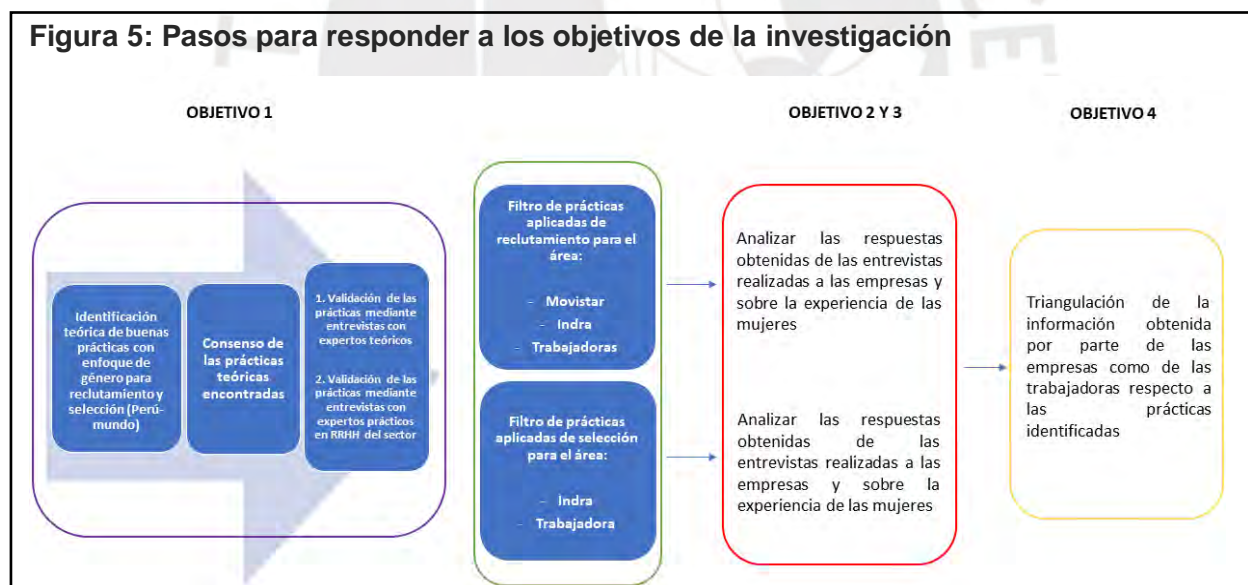 Figura 5: Pasos para responder a los objetivos de la investigación
OBJETIVO 1
OBJETIVO 2 Y 3
OBJETIVO 4
Identificación
teórica de buenas
prácticas con
enfoque de
género para
reclutamiento y
selección (Perú-
mundo)
Consenso de
las prácticas
teóricas
encontradas
1. Validación de las
prácticas mediante
entrevistas con
expertos teóricos
2. Validación de las
prácticas mediante
entrevistas con
expertos prácticos
en RRHH del sector
Filtro de prácticas
aplicadas de
reclutamiento para el
área:
- Movistar
- Indra
- Trabajadoras
Filtro de prácticas
aplicadas de selección
para el área:
- Indra
- Trabajadora
Analizar las respuestas
obtenidas de las entrevistas
realizadas a las empresas y
sobre la experiencia de las
mujeres
Analizar las respuestas
obtenidas de las
entrevistas realizadas a las
empresas y sobre la
experiencia de las mujeres
Triangulación de la
información obtenida
por parte de las
empresas como de las
trabajadoras respecto a
las prácticas
identificadas